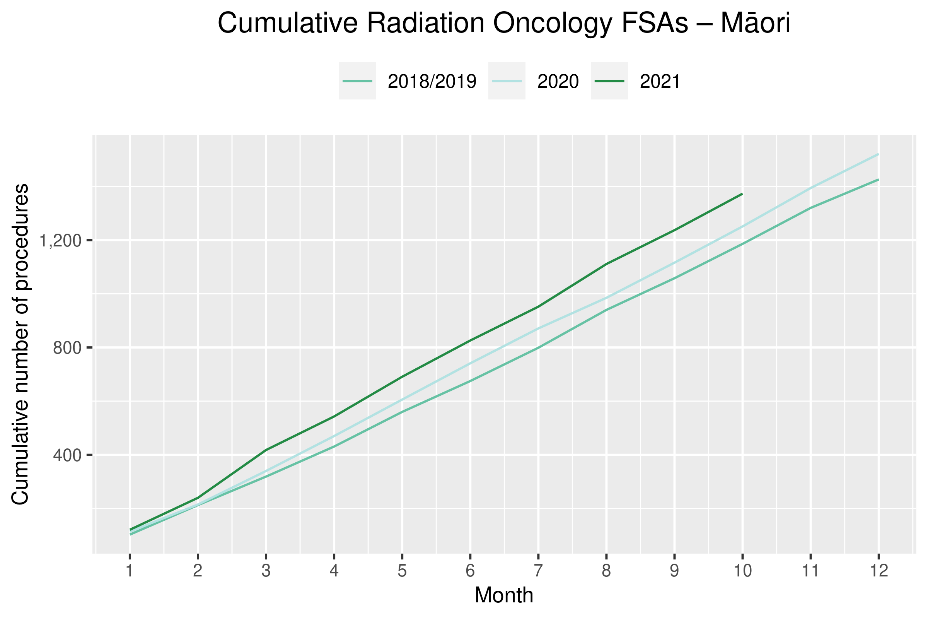 Cumulative Radiation Oncology FSAs – Māori
2018/2019 2020 2021
Cumulative number of procedures
1,200
800
400
1 2 3 4 5 6 7 8 9 10 11 12
Month